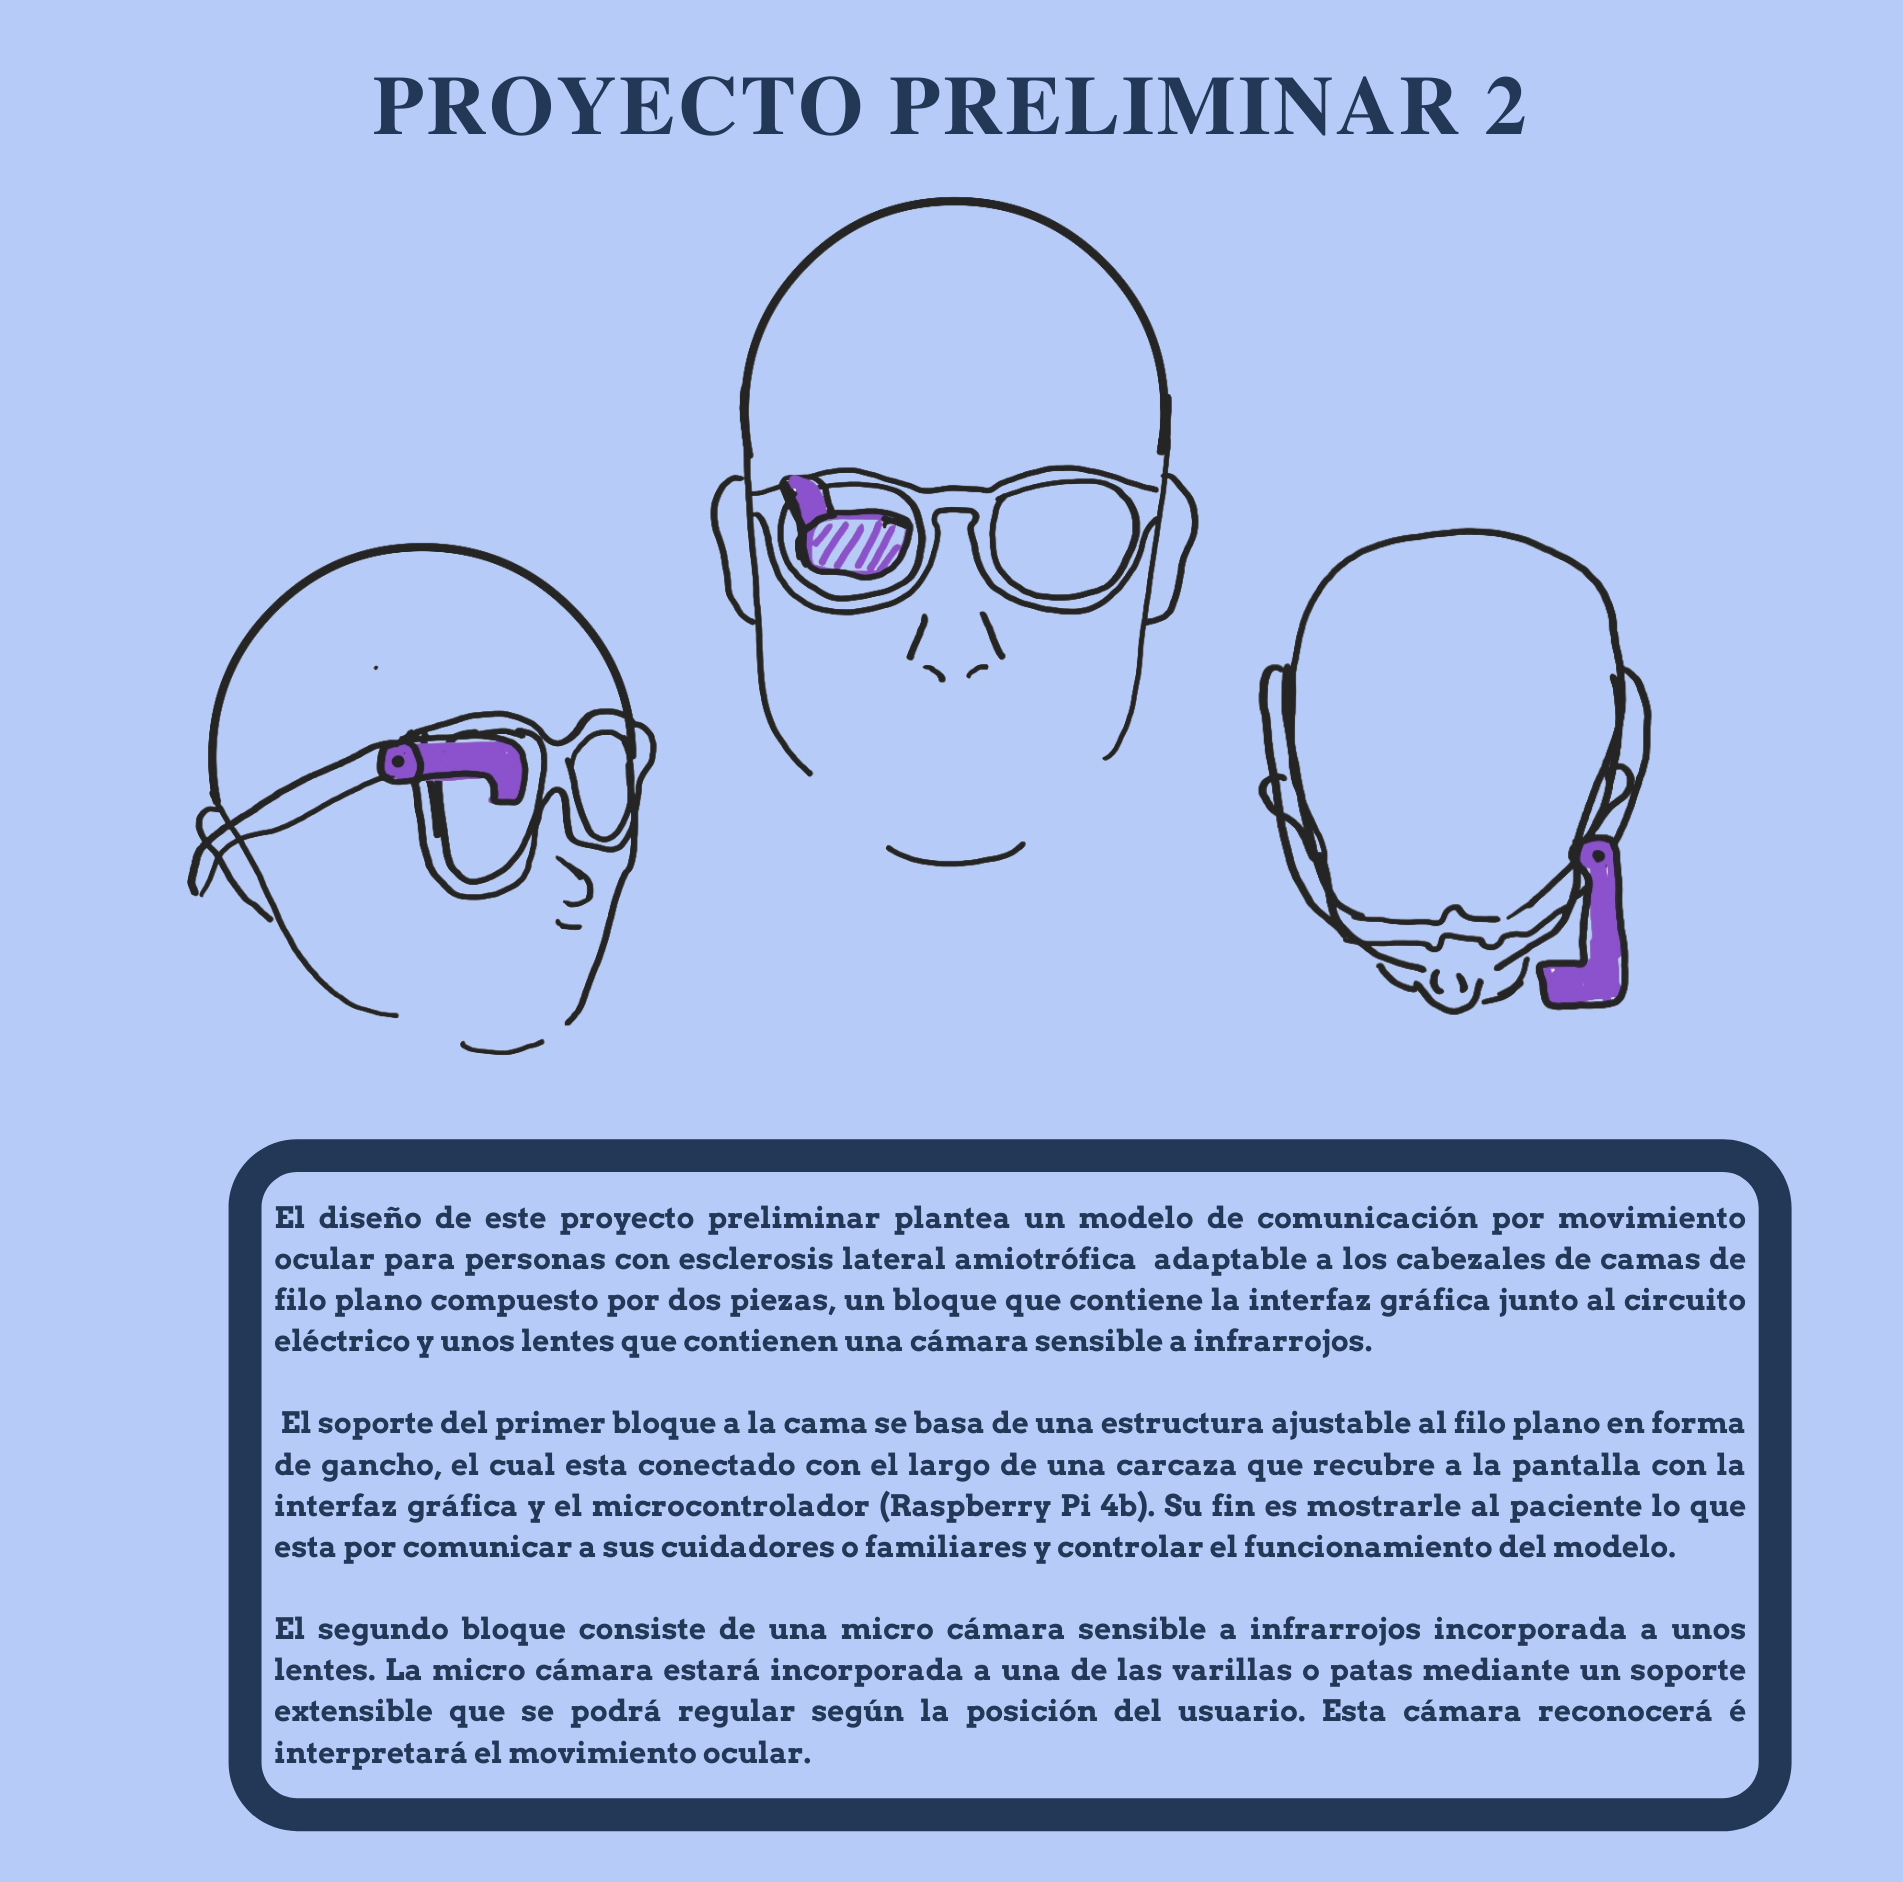 PROYECTO PRELIMINAR 2
El diseño de este proyecto preliminar plantea un modelo de comunicación por movimiento
ocular para personas con esclerosis lateral amiotrófica  adaptable a los cabezales de camas de
filo plano compuesto por dos piezas, un bloque que contiene la interfaz gráfica junto al circuito
eléctrico y unos lentes que contienen una cámara sensible a infrarrojos.
El soporte del primer bloque a la cama se basa de una estructura ajustable al filo plano en forma
de gancho, el cual esta conectado con el largo de una carcaza que recubre a la pantalla con la
interfaz gráfica y el microcontrolador (Raspberry Pi 4b). Su fin es mostrarle al paciente lo que
esta por comunicar a sus cuidadores o familiares y controlar el funcionamiento del modelo.
El segundo bloque consiste de una micro cámara sensible a infrarrojos incorporada a unos
lentes. La micro cámara estará incorporada a una de las varillas o patas mediante un soporte
extensible que se podrá regular según la posición del usuario. Esta cámara reconocerá é
interpretará el movimiento ocular.